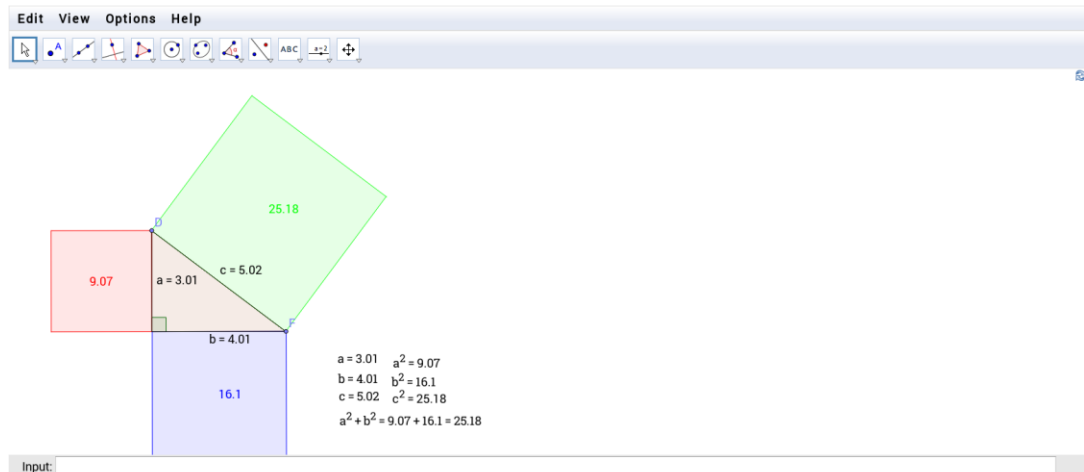 Edit View Options Help
A
α
ABC
a=2
25.18
D
9.07
a = 3.01
c = 5.02
F
b = 4.01
16.1
a = 3.01 a² = 9.07
b = 4.01 b² = 16.1
c = 5.02 c² = 25.18
a² + b² = 9.07 + 16.1 = 25.18
Input: